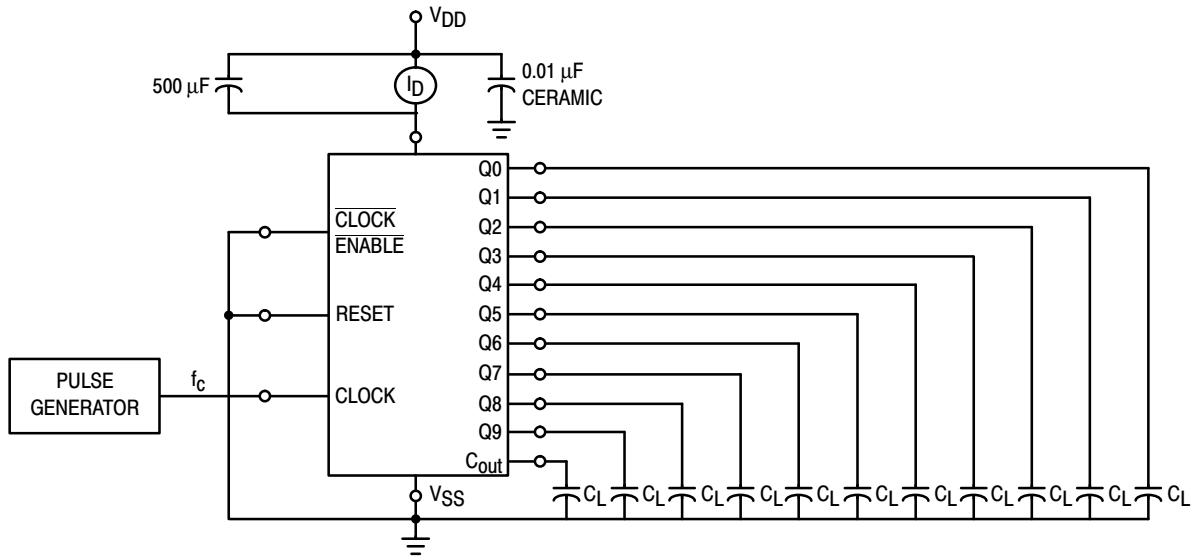 VDD
500 μF
ID
0.01 μF
CERAMIC
CLOCK
ENABLE
RESET
CLOCK
PULSE
GENERATOR
fc
Q0
Q1
Q2
Q3
Q4
Q5
Q6
Q7
Q8
Q9
Cout
VSS
CL
CL
CL
CL
CL
CL
CL
CL
CL
CL
CL